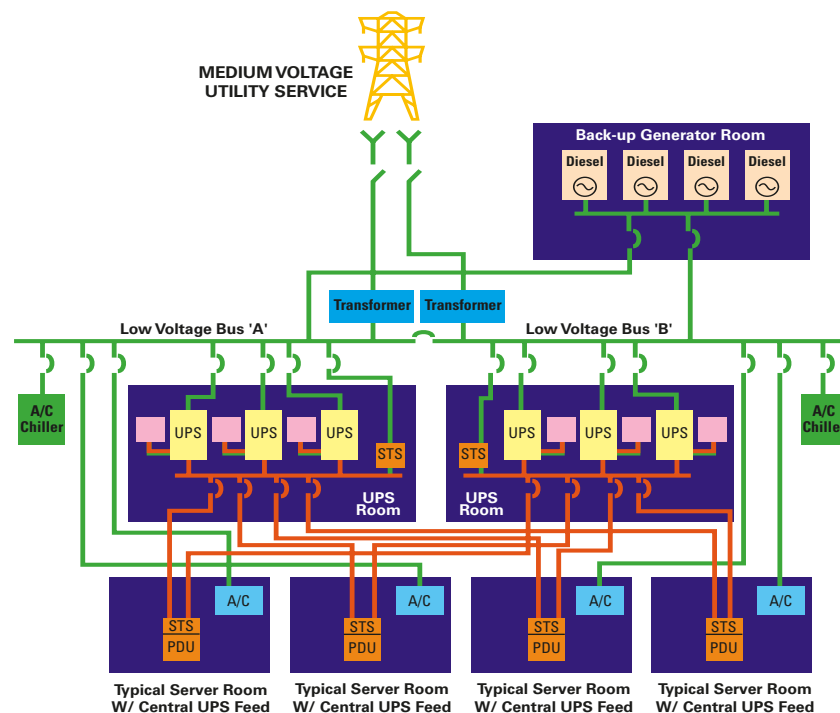 MEDIUM VOLTAGE
UTILITY SERVICE
Back-up Generator Room
Diesel Diesel Diesel Diesel
Transformer Transformer
Low Voltage Bus 'A' Low Voltage Bus 'B'
A/C
Chiller
UPS UPS UPS
STS
UPS
Room
UPS UPS UPS
STS
UPS
Room
A/C
Chiller
A/C
STS
PDU
A/C
STS
PDU
A/C
STS
PDU
A/C
STS
PDU
Typical Server Room
W/ Central UPS Feed
Typical Server Room
W/ Central UPS Feed
Typical Server Room
W/ Central UPS Feed
Typical Server Room
W/ Central UPS Feed